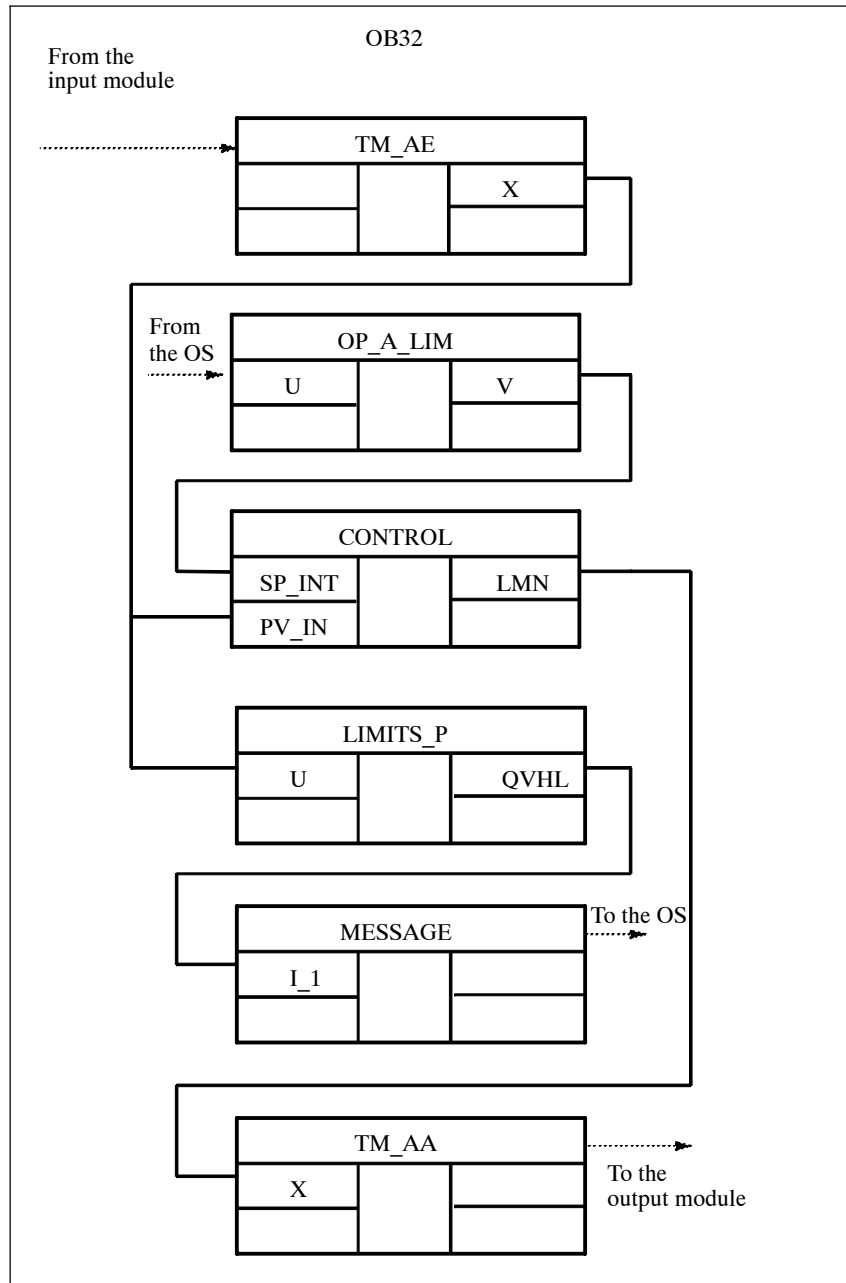 OB32
From the
input module
TM_AE
X
From
the OS
OP_A_LIM
U
V
CONTROL
SP_INT
LMN
PV_IN
LIMITS_P
U
QVHL
To the OS
MESSAGE
I_1
TM_AA
X
To the
output module